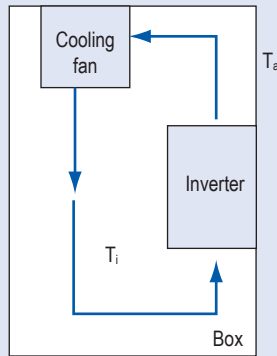 Cooling
fan
Tₐ
Inverter
Tᵢ
Box